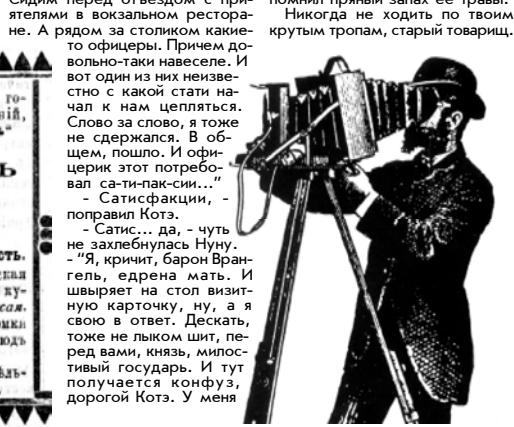 Сидим перед отъездом с при-
ятелями в вокзальном рестора-
не. А рядом за столиком какие-
то офицеры. Причем до-
вольно-таки навеселе. И
вот один из них неизве-
стно с какой стати на-
чал к нам цепляться.
Слово за слово, я тоже
не сдержался. В об-
щем, пошло. И офи-
церик этот потребо-
вал са-ти-пак-сии..."
- Сатисфакции, -
поправил Котэ.
- Сатис... да, - чуть
не захлебнулась Нуну.
- "Я, кричит, барон Вран-
гель, едрена мать. И
швыряет на стол визит-
ную карточку, ну, а я
свою в ответ. Дескать,
тоже не лыком шит, пе-
ред вами, князь, милос-
тивый государь. И тут
получается конфуз,
дорогой Котэ. У меня
помнил пряный запах ее травы.
Никогда не ходить по твоим
крутым тропам, старый товарищ.